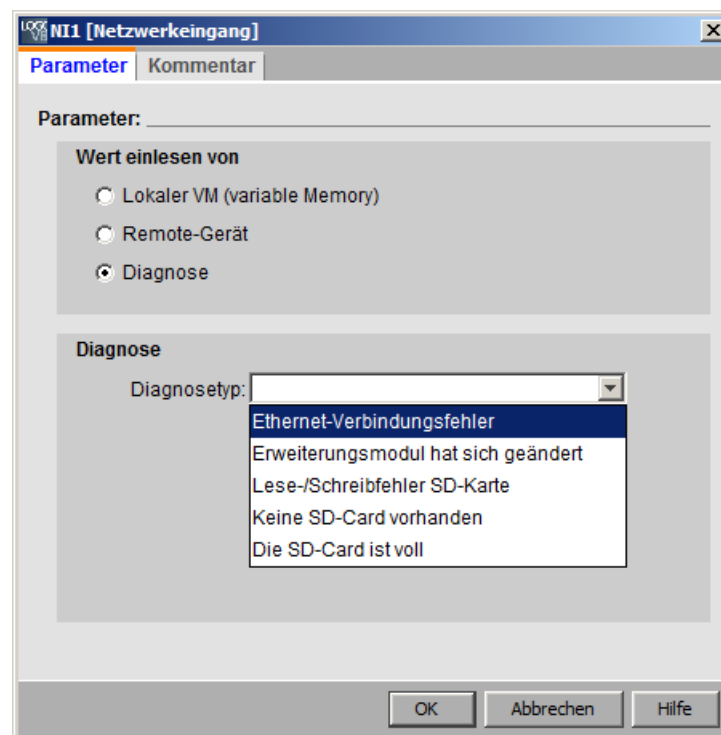 NI1 [Netzwerkeingang]
Parameter Kommentar
Parameter:
Wert einlesen von
Lokaler VM (variable Memory)
Remote-Gerät
Diagnose
Diagnose
Diagnosetyp:
Ethernet-Verbindungsfehler
Erweiterungsmodul hat sich geändert
Lese-/Schreibfehler SD-Karte
Keine SD-Card vorhanden
Die SD-Card ist voll
OK Abbrechen Hilfe